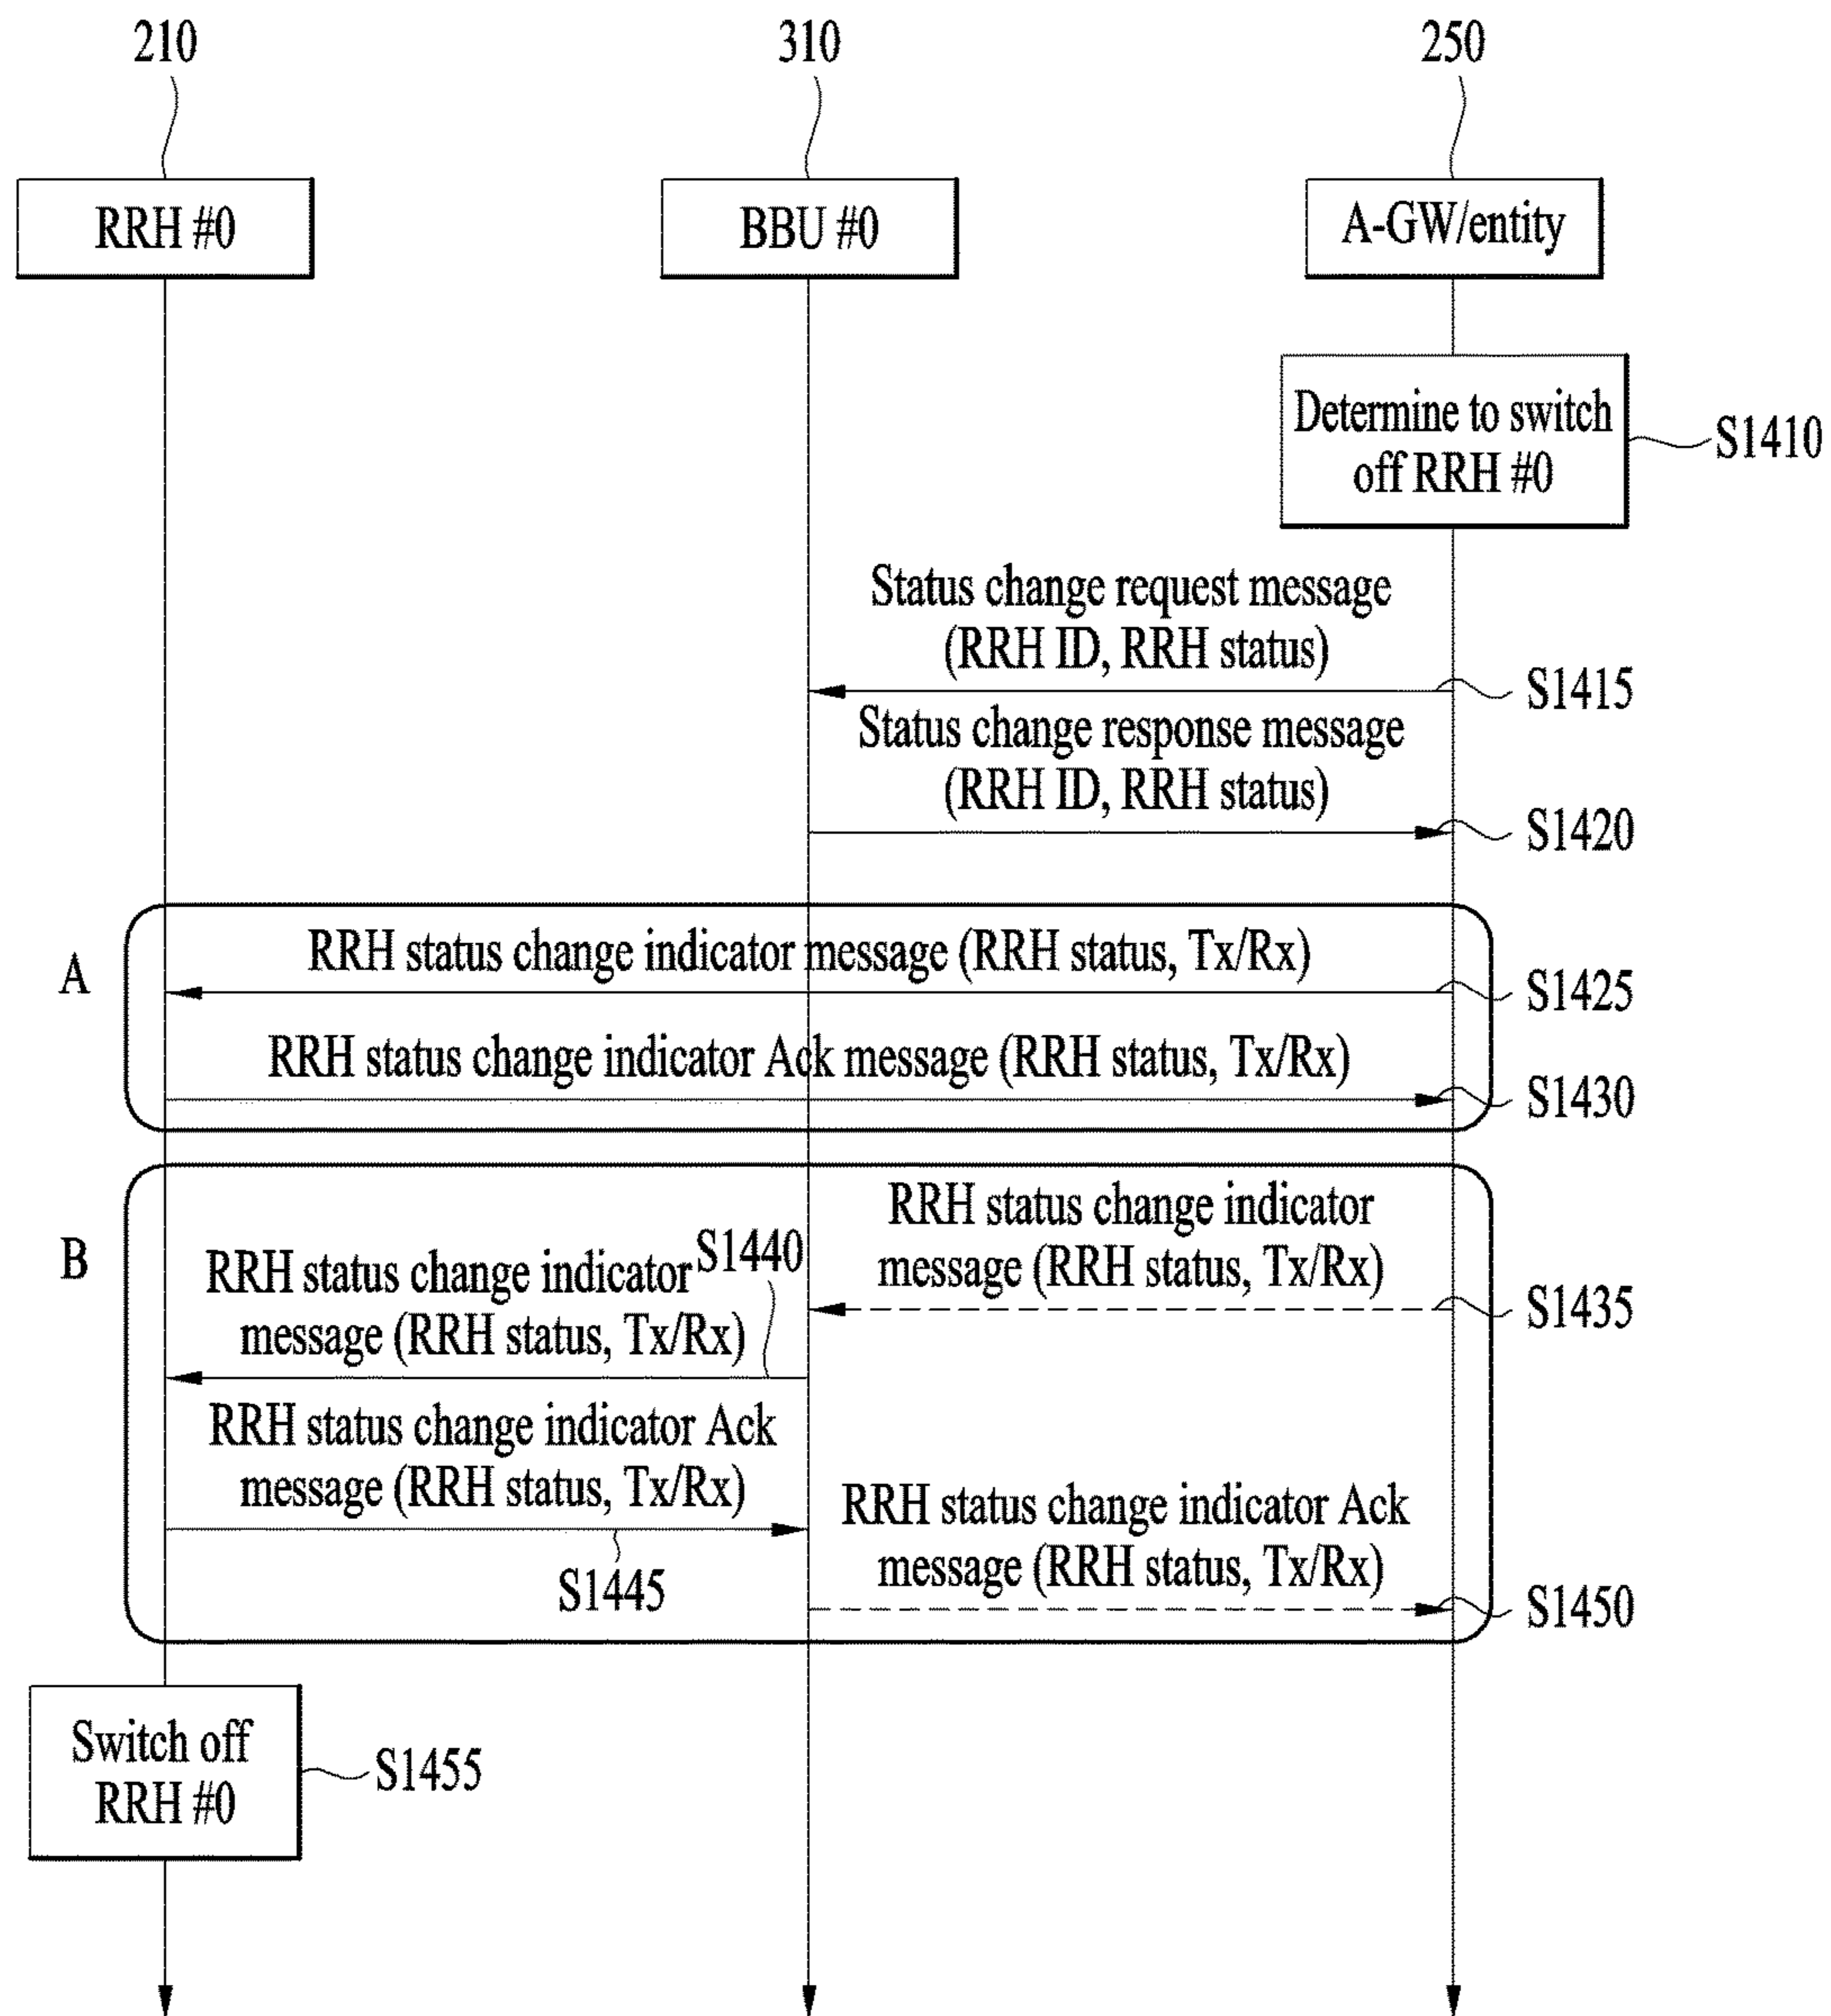 210
310
250
RRH #0
BBU #0
A-GW/entity
Determine to switch
off RRH #0
S1410
Status change request message
(RRH ID, RRH status)
S1415
Status change response message
(RRH ID, RRH status)
S1420
A
RRH status change indicator message (RRH status, Tx/Rx)
S1425
RRH status change indicator Ack message (RRH status, Tx/Rx)
S1430
B
RRH status change indicator
message (RRH status, Tx/Rx)
S1435
S1440
RRH status change indicator
message (RRH status, Tx/Rx)
RRH status change indicator Ack
message (RRH status, Tx/Rx)
S1445
RRH status change indicator Ack
message (RRH status, Tx/Rx)
S1450
Switch off
RRH #0
S1455